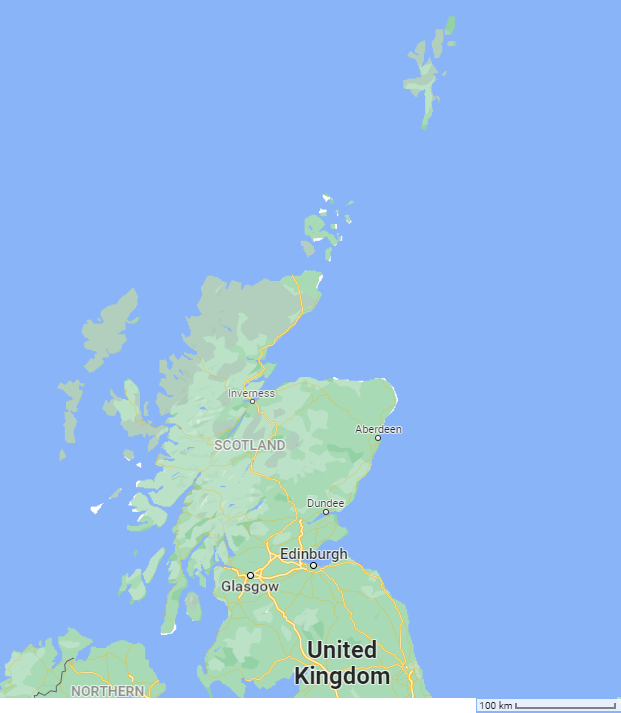 Inverness
Aberdeen
SCOTLAND
Dundee
Edinburgh
Glasgow
United
Kingdom
NORTHERN
100 km